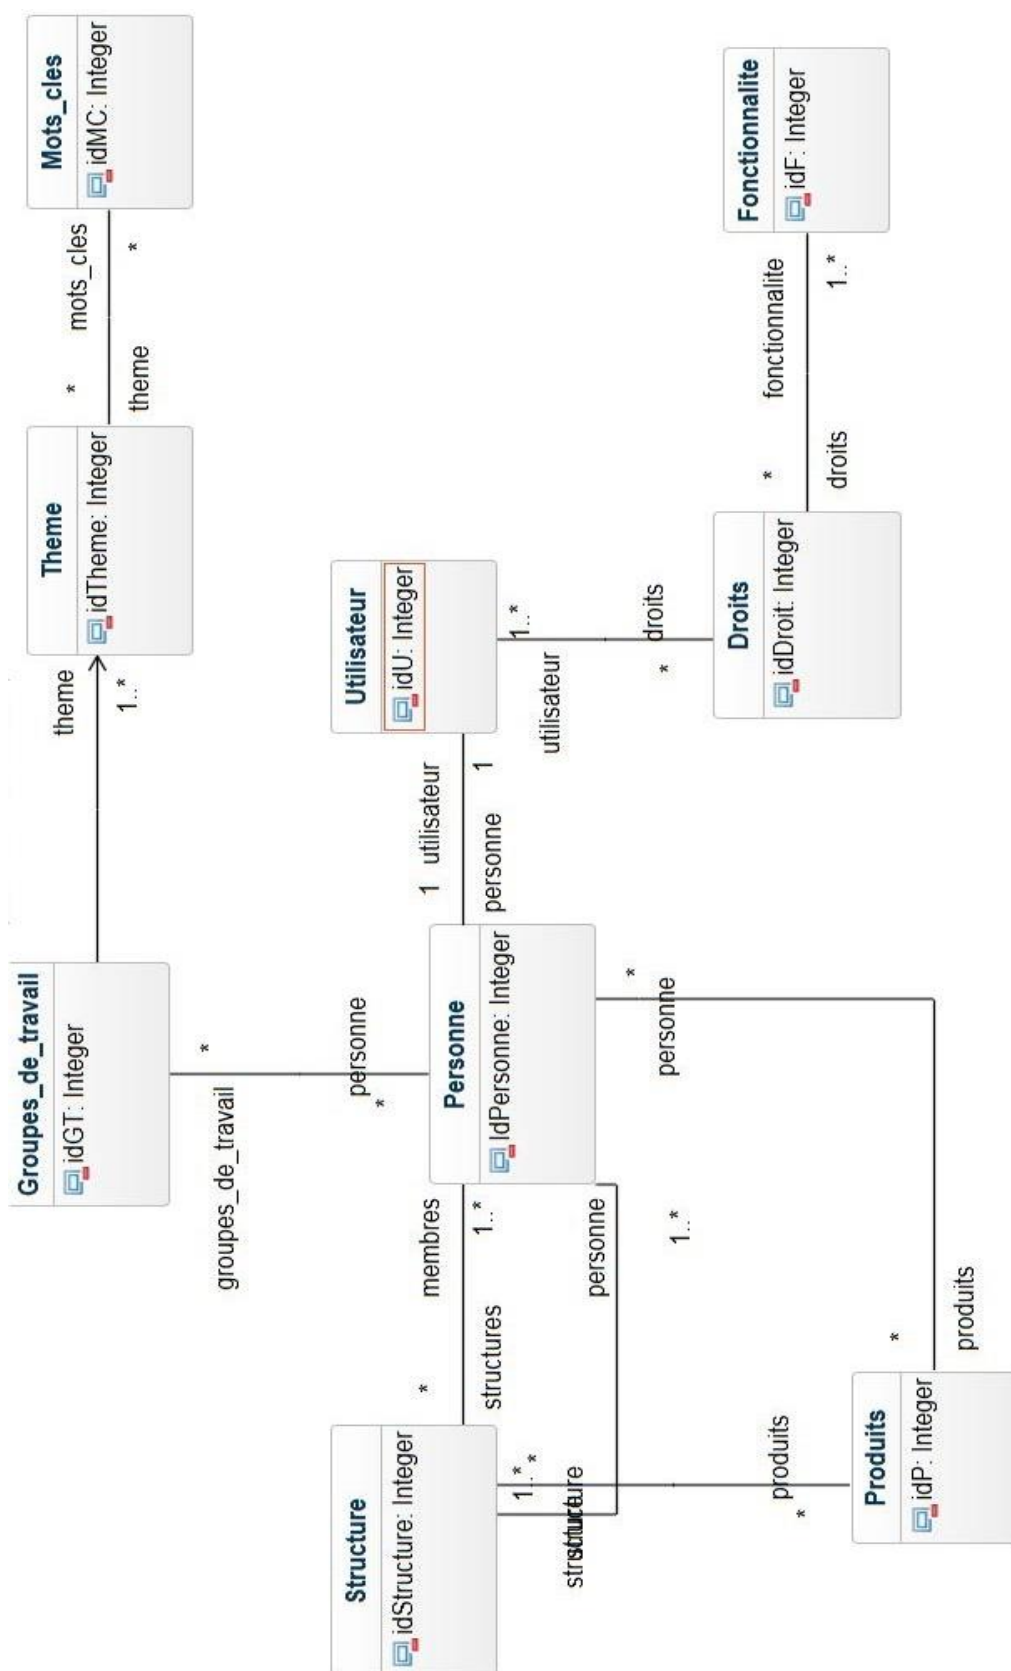 Groupes_de_travail
idGT: Integer
theme
1..*
Theme
idTheme: Integer
*
theme
mots_cles
*
Mots_cles
idMC: Integer
groupes_de_travail
*
personne
*
Structure
idStructure: Integer
*
structures
membres
1..*
Personne
IdPersonne: Integer
1 utilisateur
personne
1
Utilisateur
idU: Integer
1..*
*
structure
structure
personne
1..*
utilisateur
1..*
droits
*
personne
*
produits
*
Produits
idP: Integer
*
produits
Droits
idDroit: Integer
*
droits
fonctionnalite
1..*
Fonctionnalite
idF: Integer